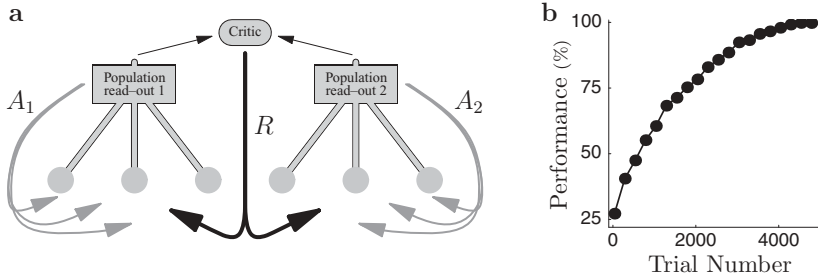 a
Critic
Population
read–out 1
Population
read–out 2
A1
R
A2
b
Performance (%)
100
75
50
25
0
2000
4000
Trial Number